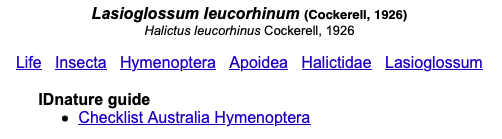 Lasioglossum leucorhinum (Cockerell, 1926)
Halictus leucorhinus Cockerell, 1926
Life Insecta Hymenoptera Apoidea Halictidae Lasioglossum
IDnature guide
• Checklist Australia Hymenoptera